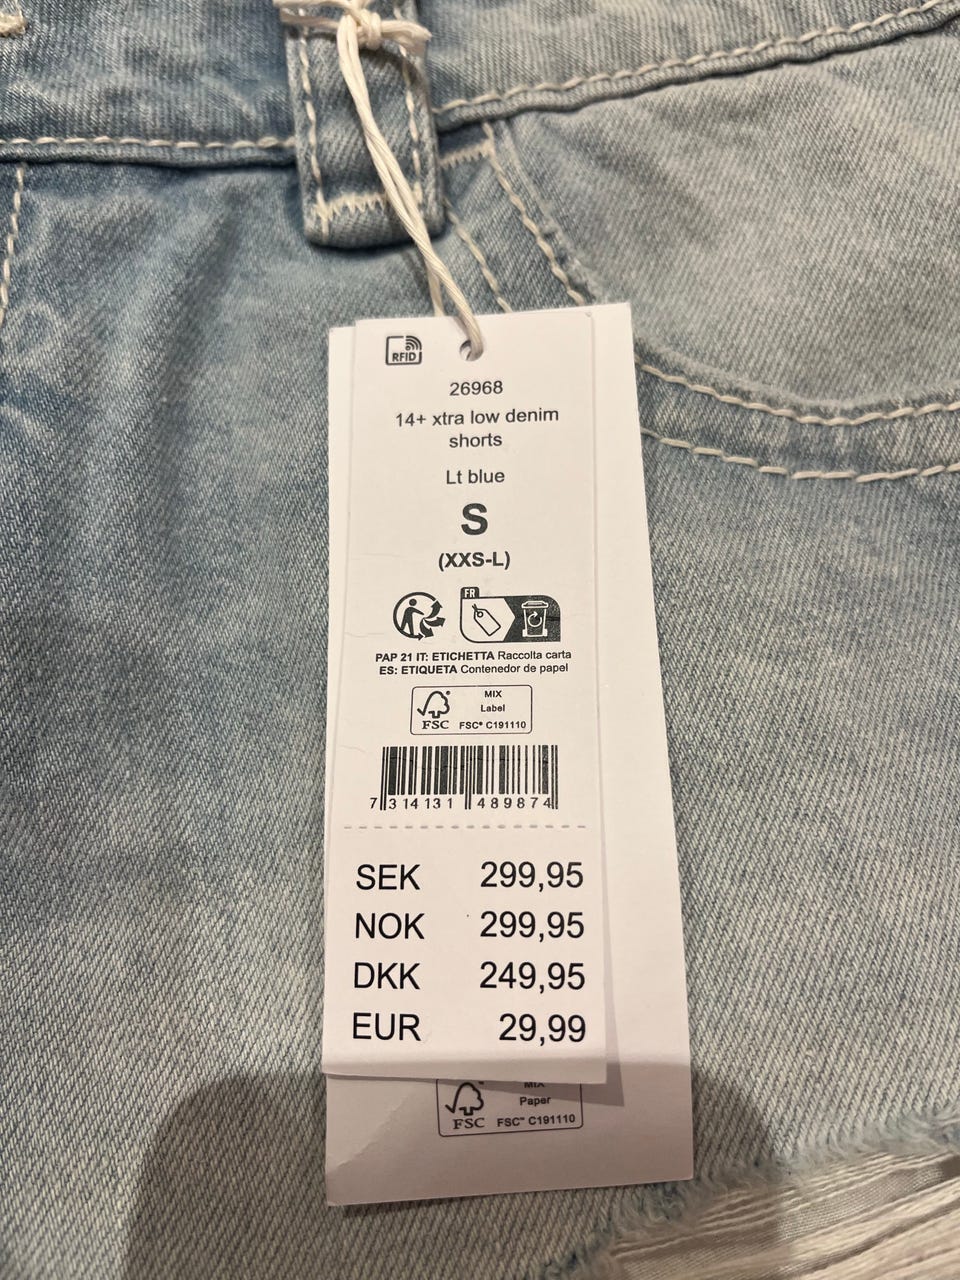 RFID
26968
14+ xtra low denim
shorts
Lt blue
S
(XXS-L)
FR
PAP 21 IT: ETICHETTA Raccolta carta
ES: ETIQUETA Contenedor de papel
MIX
Label
FSC FSC® C191110
7 314131 489874
SEK 299,95
NOK 299,95
DKK 249,95
EUR 29,99
MIX
Paper
FSC FSC™ C191110